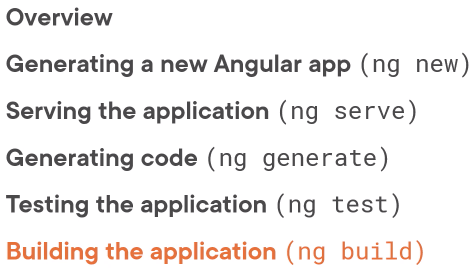 Overview
Generating a new Angular app (ng new)
Serving the application (ng serve)
Generating code (ng generate)
Testing the application (ng test)
Building the application (ng build)